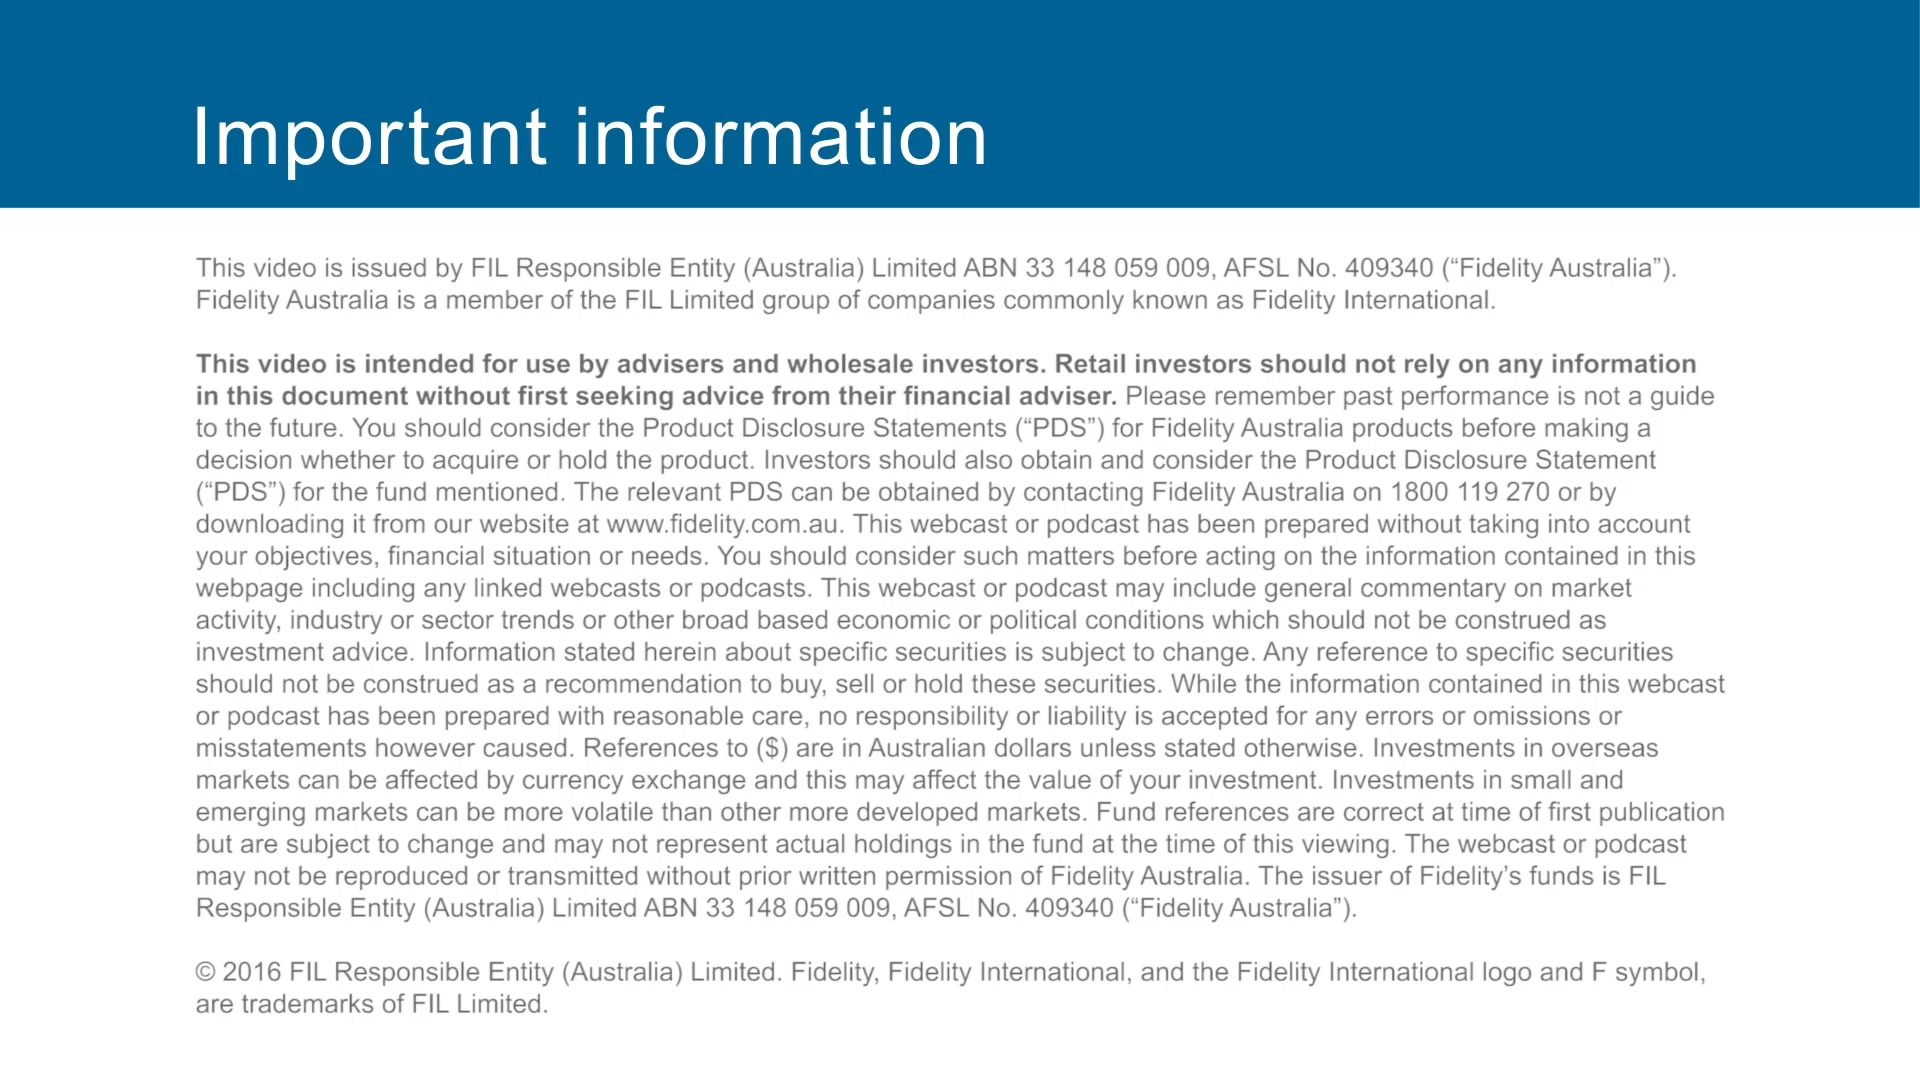 Important information
This video is issued by FIL Responsible Entity (Australia) Limited ABN 33 148 059 009, AFSL No. 409340 (“Fidelity Australia”).
Fidelity Australia is a member of the FIL Limited group of companies commonly known as Fidelity International.
This video is intended for use by advisers and wholesale investors. Retail investors should not rely on any information
in this document without first seeking advice from their financial adviser. Please remember past performance is not a guide
to the future. You should consider the Product Disclosure Statements (“PDS”) for Fidelity Australia products before making a
decision whether to acquire or hold the product. Investors should also obtain and consider the Product Disclosure Statement
(“PDS”) for the fund mentioned. The relevant PDS can be obtained by contacting Fidelity Australia on 1800 119 270 or by
downloading it from our website at www.fidelity.com.au. This webcast or podcast has been prepared without taking into account
your objectives, financial situation or needs. You should consider such matters before acting on the information contained in this
webpage including any linked webcasts or podcasts. This webcast or podcast may include general commentary on market
activity, industry or sector trends or other broad based economic or political conditions which should not be construed as
investment advice. Information stated herein about specific securities is subject to change. Any reference to specific securities
should not be construed as a recommendation to buy, sell or hold these securities. While the information contained in this webcast
or podcast has been prepared with reasonable care, no responsibility or liability is accepted for any errors or omissions or
misstatements however caused. References to ($) are in Australian dollars unless stated otherwise. Investments in overseas
markets can be affected by currency exchange and this may affect the value of your investment. Investments in small and
emerging markets can be more volatile than other more developed markets. Fund references are correct at time of first publication
but are subject to change and may not represent actual holdings in the fund at the time of this viewing. The webcast or podcast
may not be reproduced or transmitted without prior written permission of Fidelity Australia. The issuer of Fidelity’s funds is FIL
Responsible Entity (Australia) Limited ABN 33 148 059 009, AFSL No. 409340 (“Fidelity Australia”).
© 2016 FIL Responsible Entity (Australia) Limited. Fidelity, Fidelity International, and the Fidelity International logo and F symbol,
are trademarks of FIL Limited.